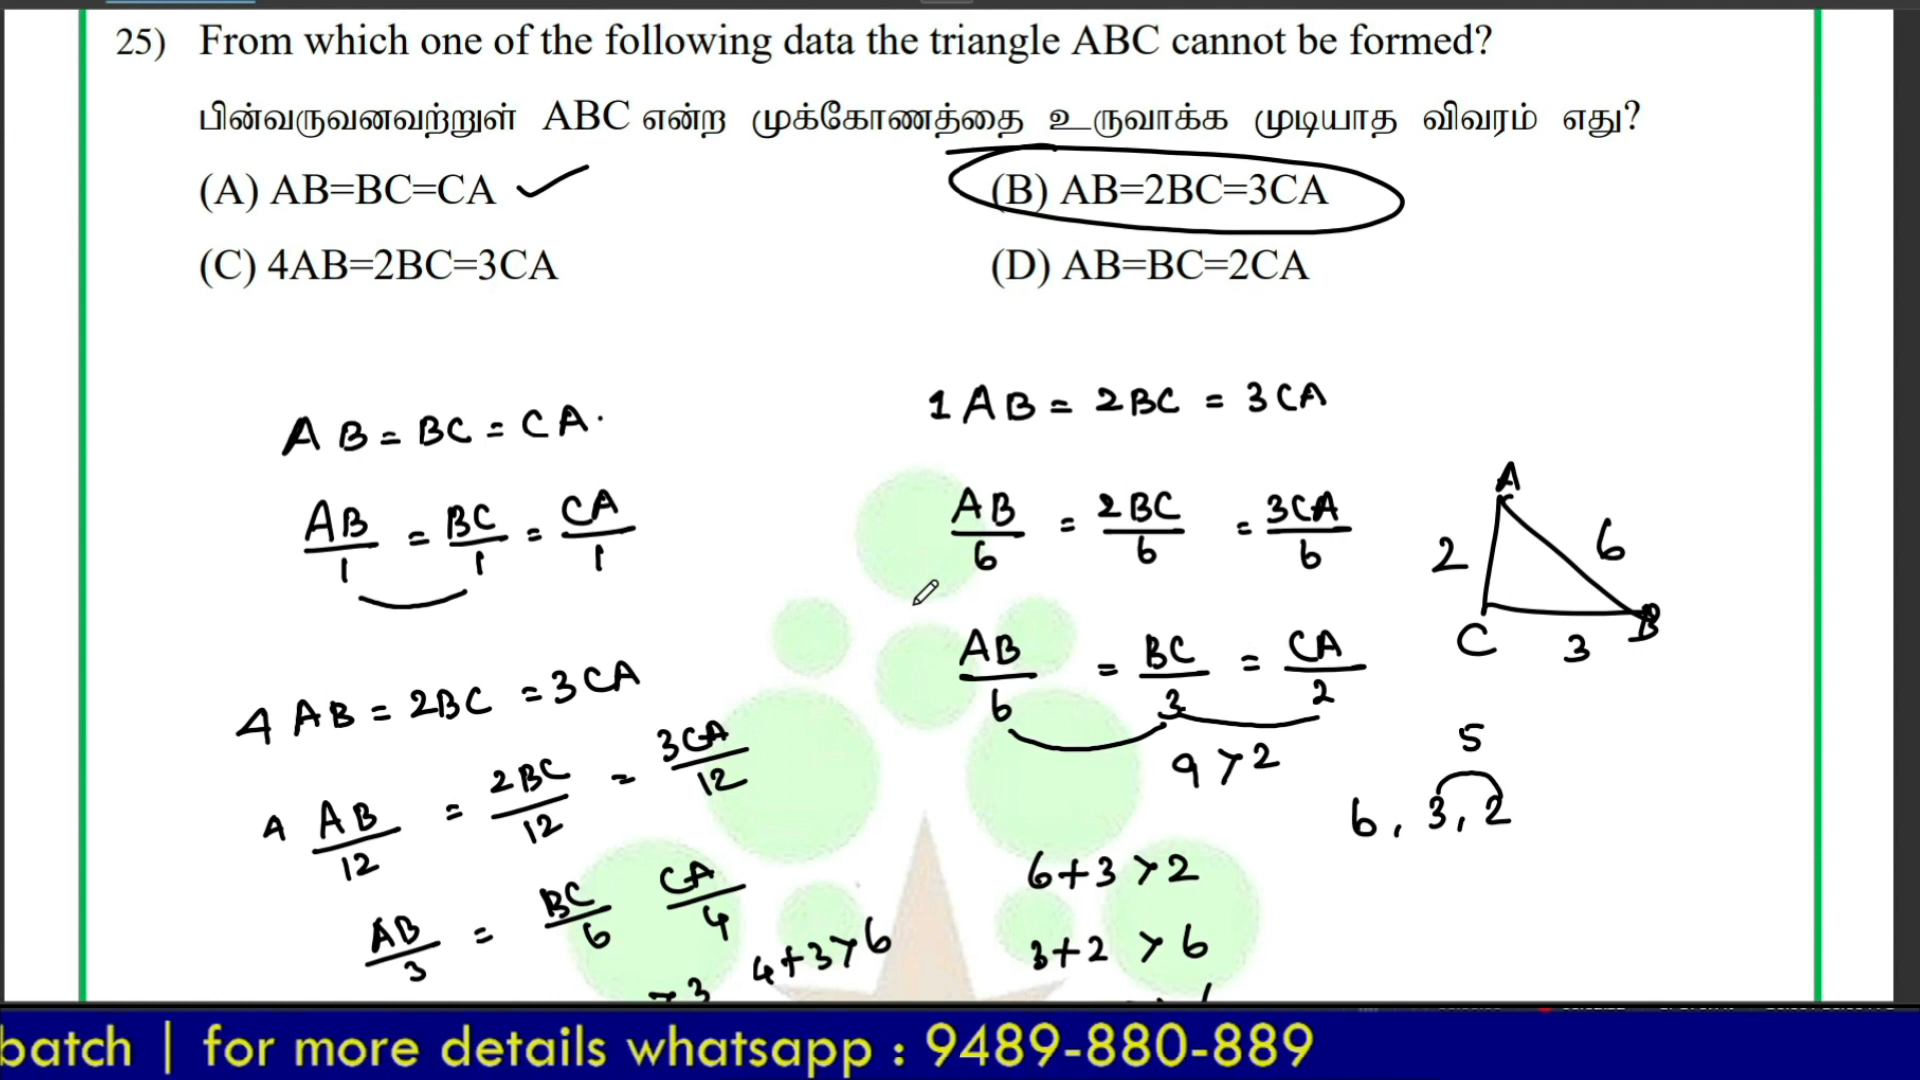 25) From which one of the following data the triangle ABC cannot be formed?
பின்வருவனவற்றுள் ABC என்ற முக்கோணத்தை உருவாக்க முடியாத விவரம் எது?
(A) AB=BC=CA
(B) AB=2BC=3CA
(C) 4AB=2BC=3CA
(D) AB=BC=2CA
AB = BC = CA.
AB/1 = BC/1 = CA/1
4 AB = 2BC = 3CA
4 AB/12 = 2BC/12 = 3CA/12
AB/3 = BC/6 CA/4
4+3>6
1AB = 2BC = 3CA
AB/6 = 2BC/6 = 3CA/6
AB/6 = BC/3 = CA/2
9 > 2
6+3 > 2
3+2 > 6
A
2 6
C 3 B
5
6, 3, 2
batch | for more details whatsapp : 9489-880-889